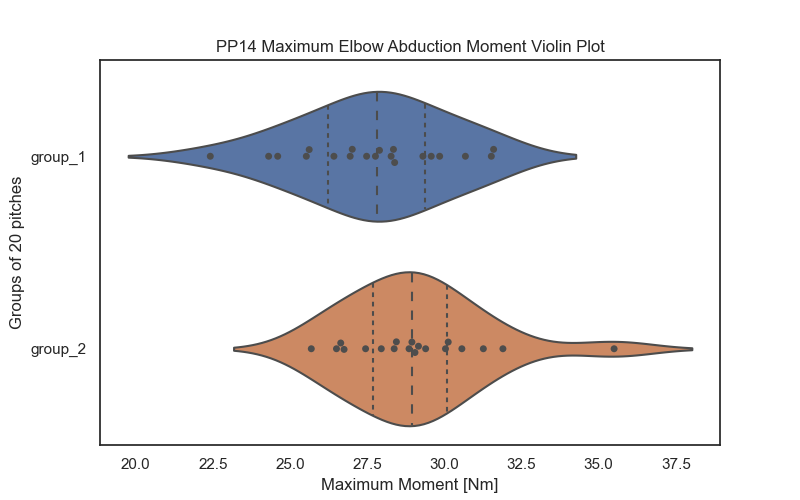 PP14 Maximum Elbow Abduction Moment Violin Plot
Groups of 20 pitches
group_1
group_2
20.0 22.5 25.0 27.5 30.0 32.5 35.0 37.5
Maximum Moment [Nm]